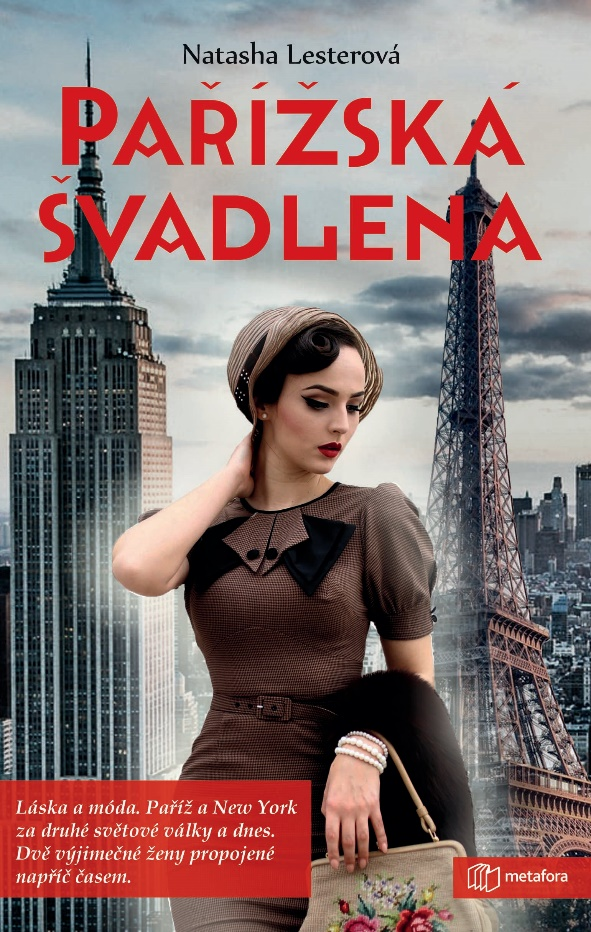 Natasha Lesterová
PAŘÍŽSKÁ
ŠVADLENA
Láska a móda. Paříž a New York
za druhé světové války a dnes.
Dvě výjimečné ženy propojené
napříč časem.
metafora